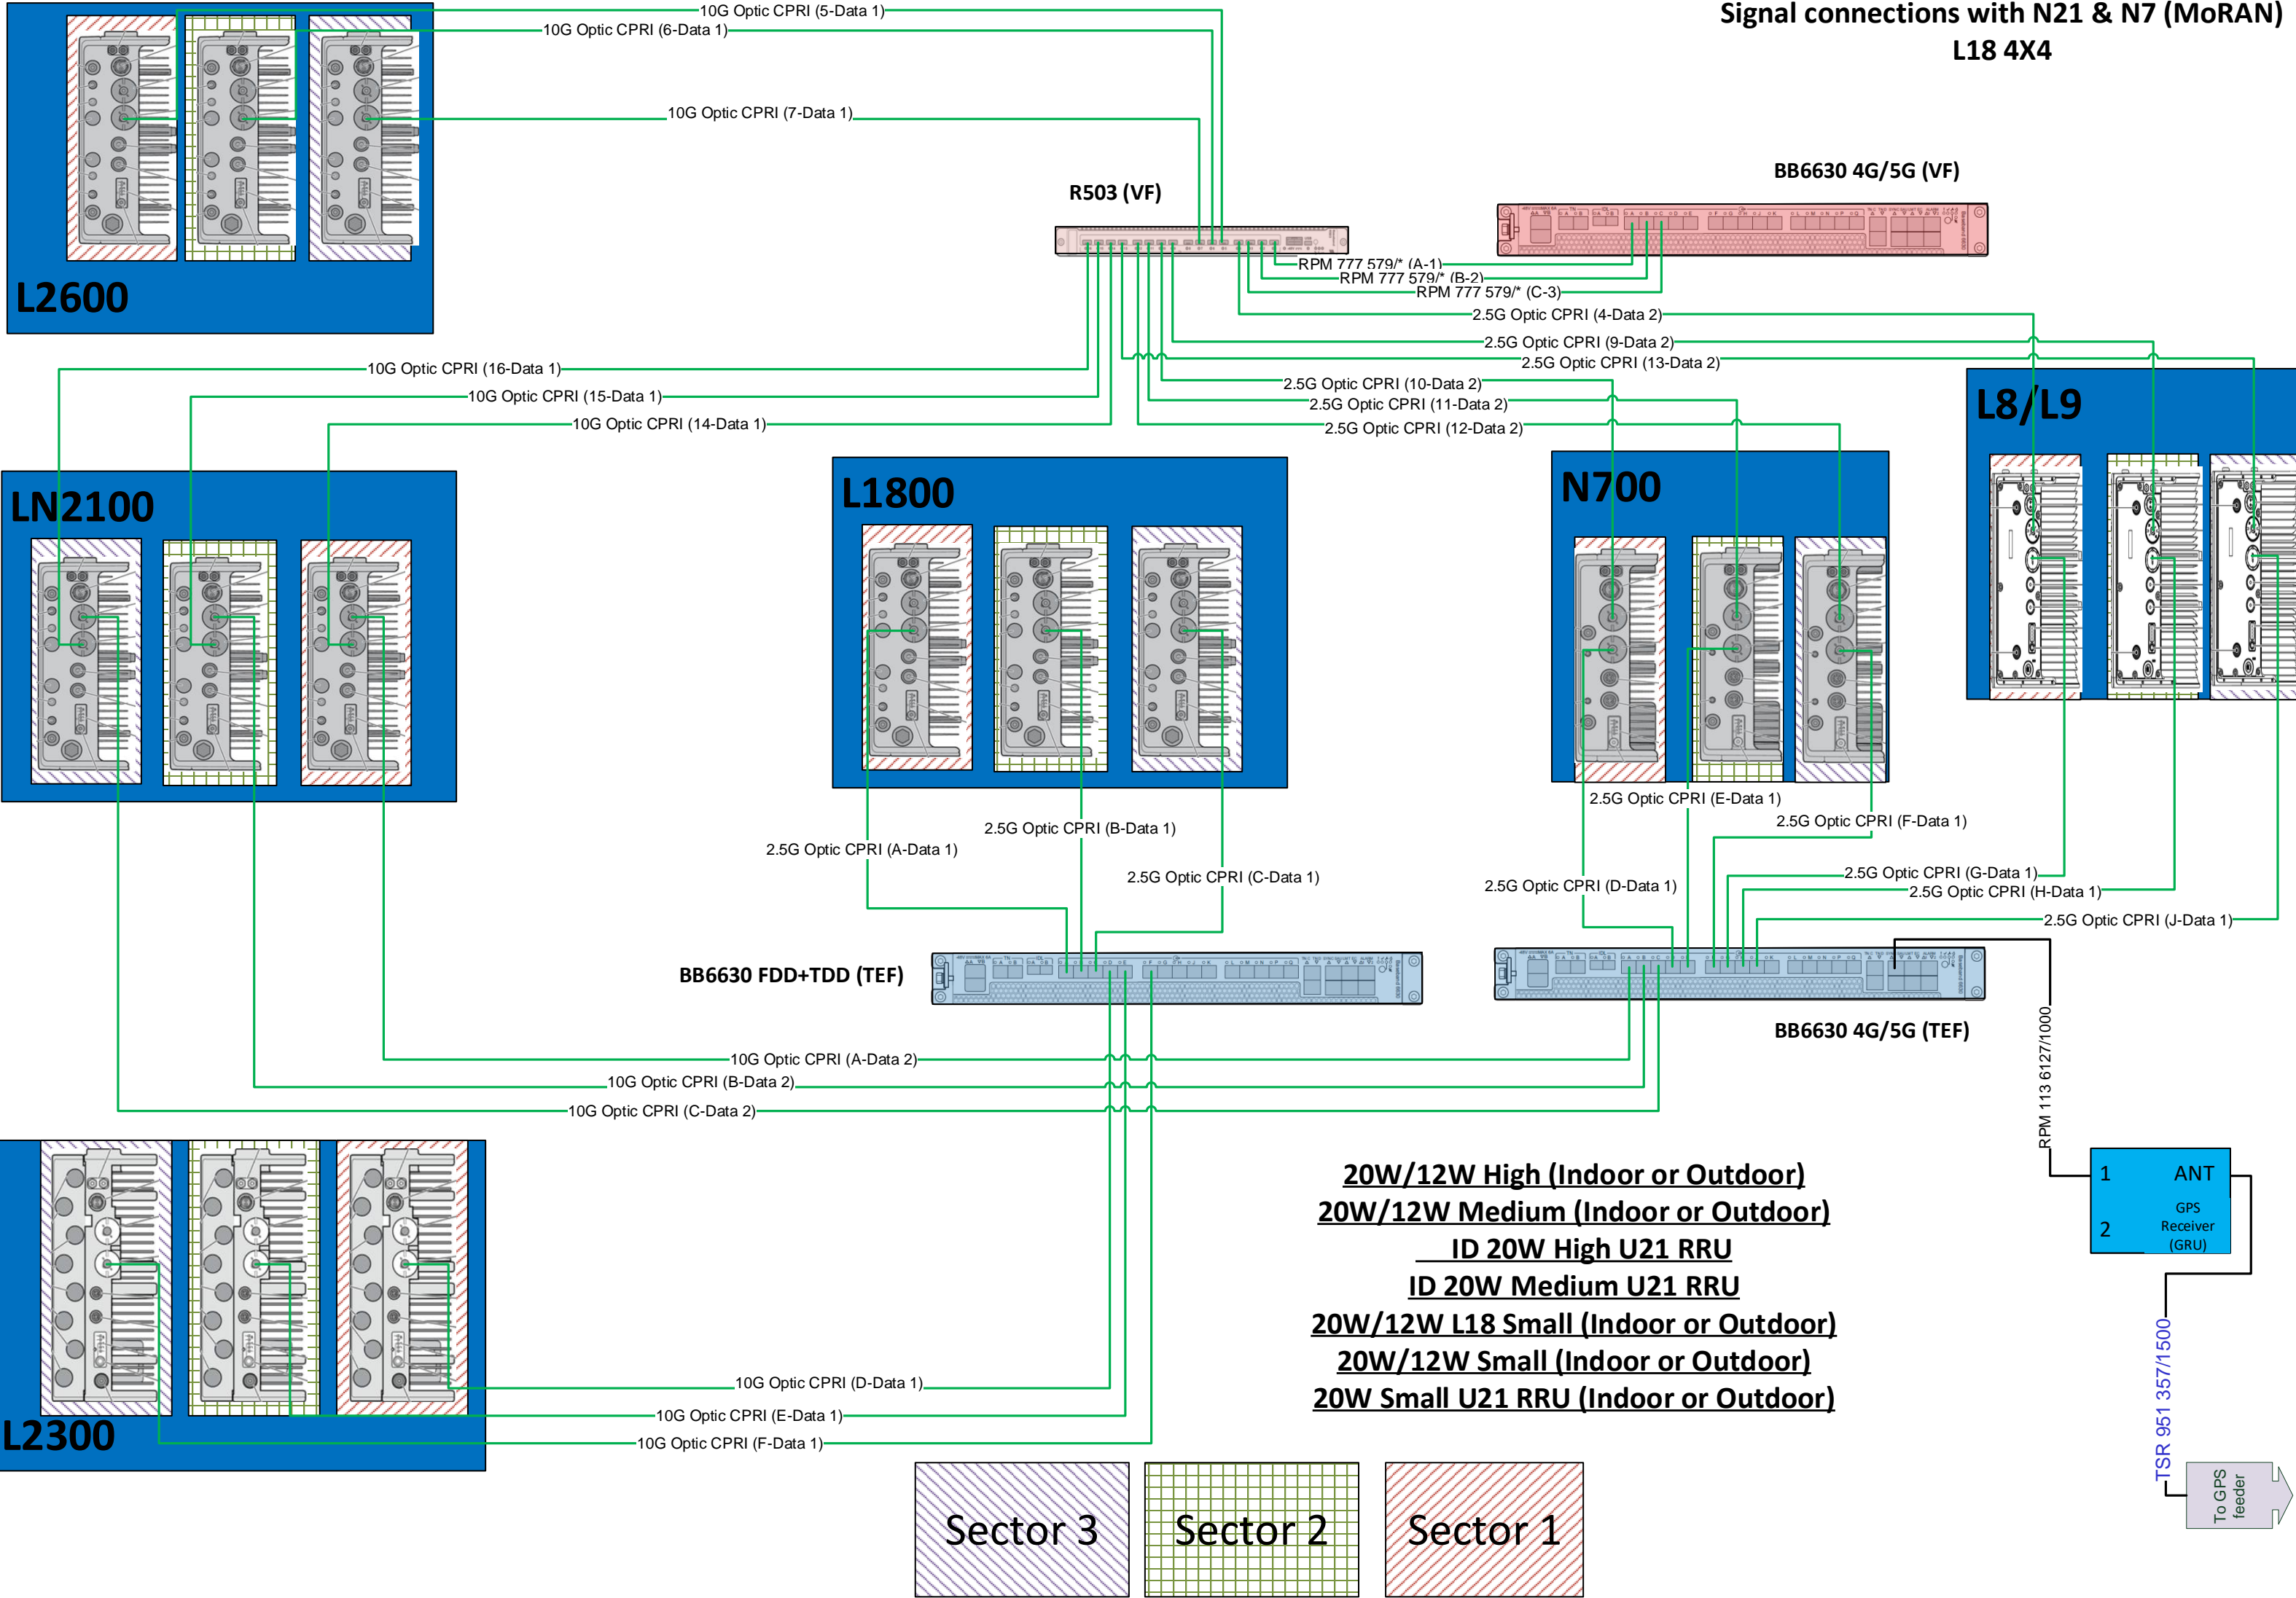 Signal connections with N21 & N7 (MoRAN)
L18 4X4
10G Optic CPRI (5-Data 1)
10G Optic CPRI (6-Data 1)
10G Optic CPRI (7-Data 1)
L2600
R503 (VF)
BB6630 4G/5G (VF)
RPM 777 579/* (A-1)
RPM 777 579/* (B-2)
RPM 777 579/* (C-3)
2.5G Optic CPRI (4-Data 2)
2.5G Optic CPRI (9-Data 2)
2.5G Optic CPRI (13-Data 2)
10G Optic CPRI (16-Data 1)
10G Optic CPRI (15-Data 1)
10G Optic CPRI (14-Data 1)
2.5G Optic CPRI (10-Data 2)
2.5G Optic CPRI (11-Data 2)
2.5G Optic CPRI (12-Data 2)
L8/L9
LN2100
L1800
N700
2.5G Optic CPRI (A-Data 1)
2.5G Optic CPRI (B-Data 1)
2.5G Optic CPRI (C-Data 1)
2.5G Optic CPRI (E-Data 1)
2.5G Optic CPRI (F-Data 1)
2.5G Optic CPRI (D-Data 1)
2.5G Optic CPRI (G-Data 1)
2.5G Optic CPRI (H-Data 1)
2.5G Optic CPRI (J-Data 1)
BB6630 FDD+TDD (TEF)
BB6630 4G/5G (TEF)
10G Optic CPRI (A-Data 2)
10G Optic CPRI (B-Data 2)
10G Optic CPRI (C-Data 2)
RPM 113 6127/1000
1 ANT
2
GPS
Receiver
(GRU)
TSR 951 357/1500
To GPS
feeder
20W/12W High (Indoor or Outdoor)
20W/12W Medium (Indoor or Outdoor)
ID 20W High U21 RRU
ID 20W Medium U21 RRU
20W/12W L18 Small (Indoor or Outdoor)
20W/12W Small (Indoor or Outdoor)
20W Small U21 RRU (Indoor or Outdoor)
L2300
10G Optic CPRI (D-Data 1)
10G Optic CPRI (E-Data 1)
10G Optic CPRI (F-Data 1)
Sector 3
Sector 2
Sector 1